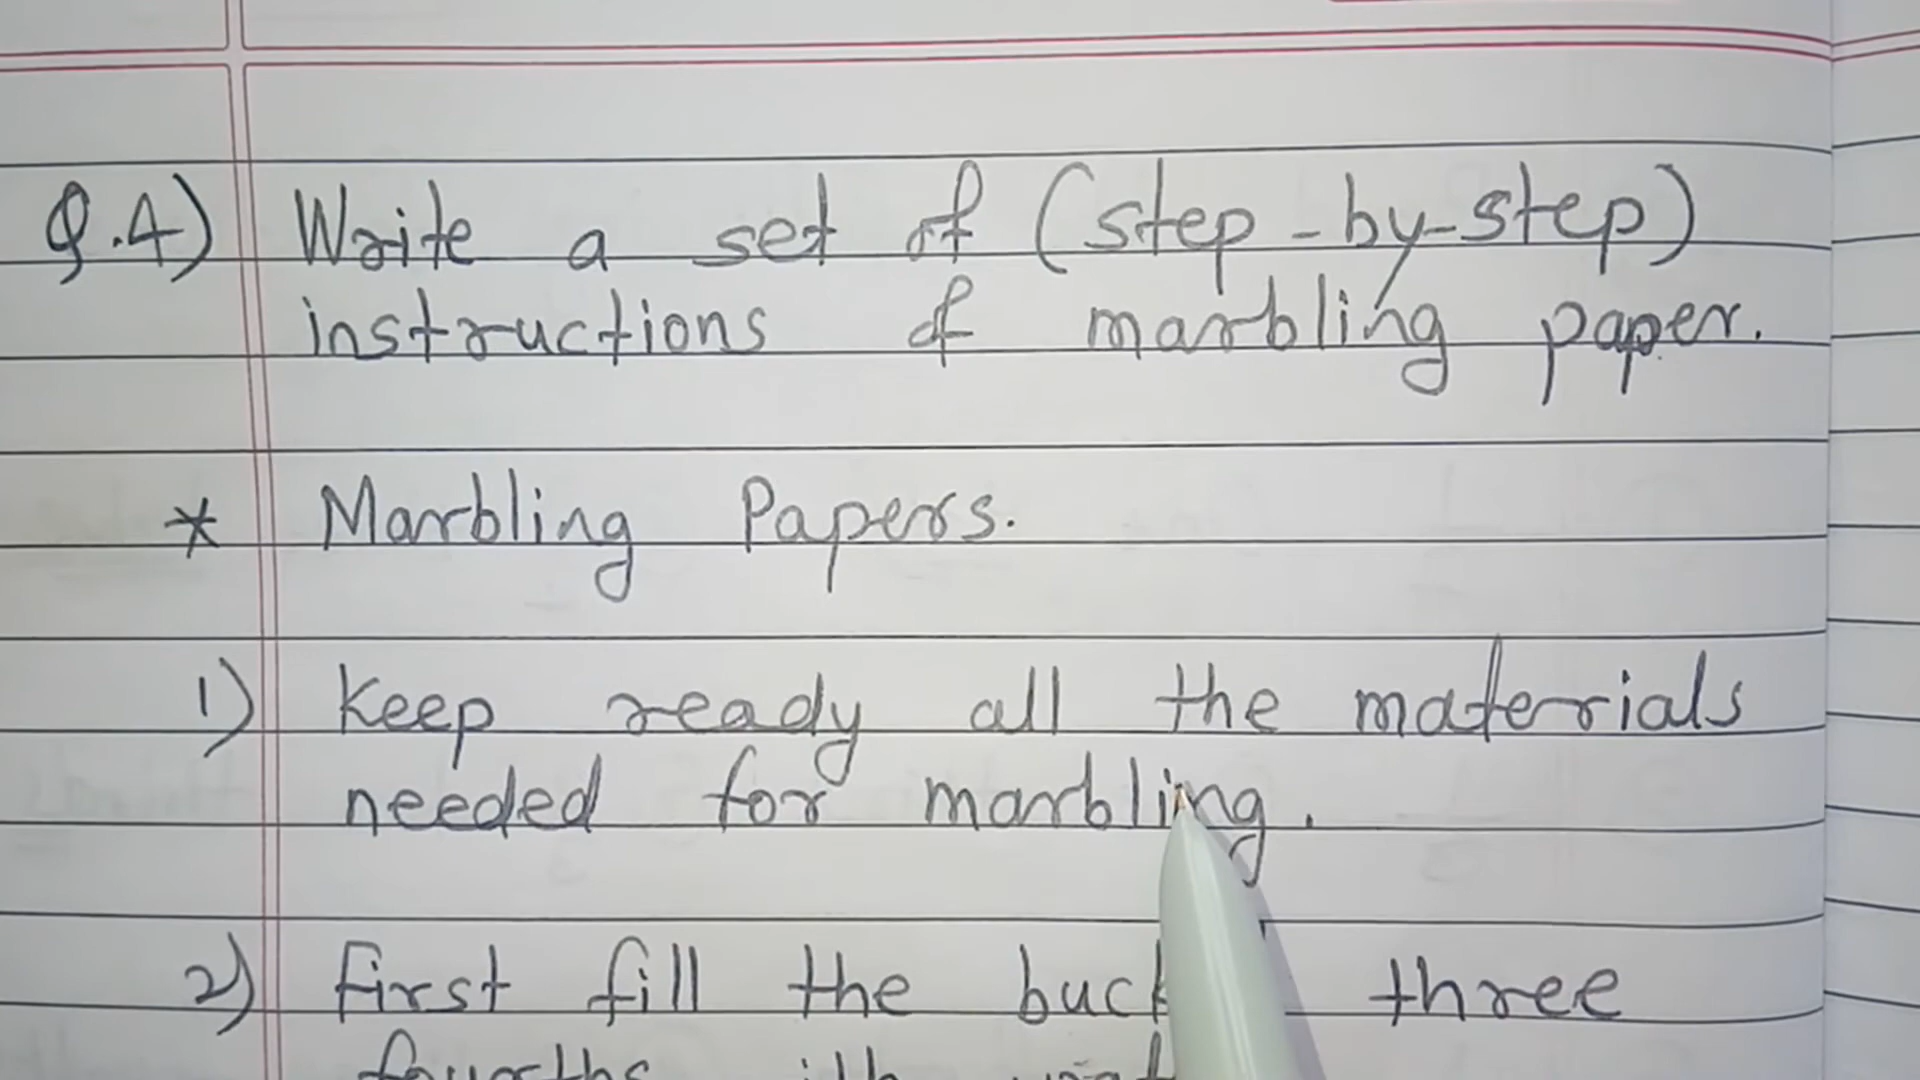 Q.4) Write a set of (step-by-step)
instructions of marbling paper.
* Marbling Papers.
1) Keep ready all the materials
needed for marbling.
2) First fill the three